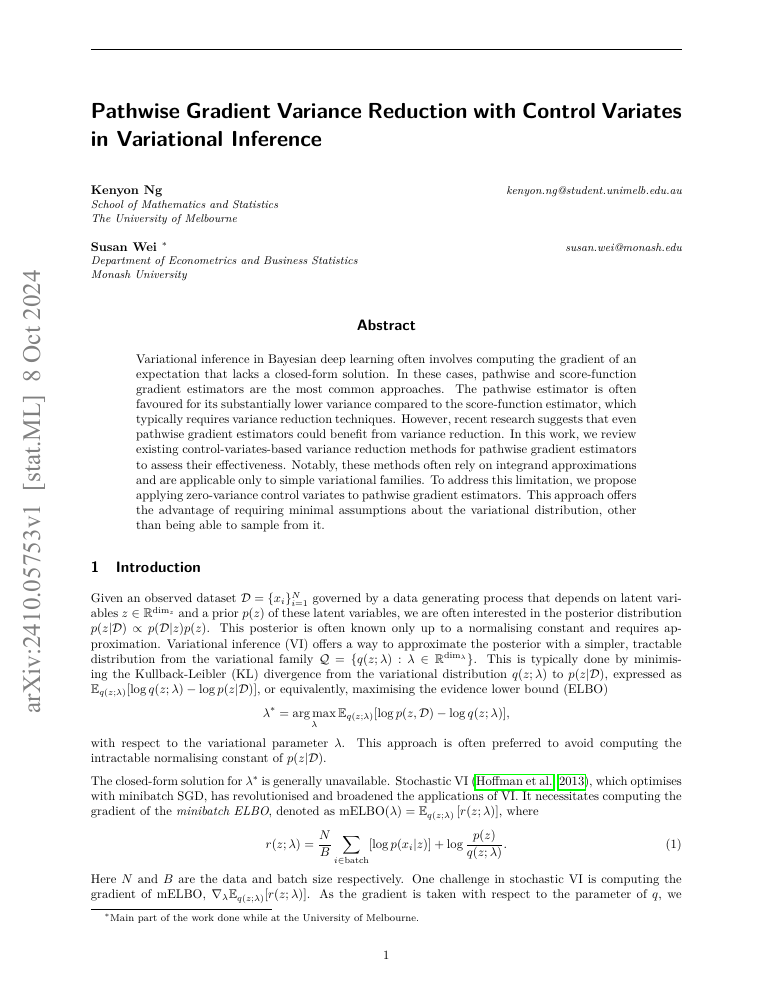 Pathwise Gradient Variance Reduction with Control Variates
in Variational Inference
Kenyon Ng kenyon.ng@student.unimelb.edu.au
School of Mathematics and Statistics
The University of Melbourne
Susan Wei * susan.wei@monash.edu
Department of Econometrics and Business Statistics
Monash University
arXiv:2410.05753v1 [stat.ML] 8 Oct 2024
Abstract
Variational inference in Bayesian deep learning often involves computing the gradient of an
expectation that lacks a closed-form solution. In these cases, pathwise and score-function
gradient estimators are the most common approaches. The pathwise estimator is often
favoured for its substantially lower variance compared to the score-function estimator, which
typically requires variance reduction techniques. However, recent research suggests that even
pathwise gradient estimators could benefit from variance reduction. In this work, we review
existing control-variates-based variance reduction methods for pathwise gradient estimators
to assess their effectiveness. Notably, these methods often rely on integrand approximations
and are applicable only to simple variational families. To address this limitation, we propose
applying zero-variance control variates to pathwise gradient estimators. This approach offers
the advantage of requiring minimal assumptions about the variational distribution, other
than being able to sample from it.
1 Introduction
Given an observed dataset 𝒟 = {x_i}_{i=1}^N governed by a data generating process that depends on latent vari-
ables z ∈ ℝ^{dim_z} and a prior p(z) of these latent variables, we are often interested in the posterior distribution
p(z|𝒟) ∝ p(𝒟|z)p(z). This posterior is often known only up to a normalising constant and requires ap-
proximation. Variational inference (VI) offers a way to approximate the posterior with a simpler, tractable
distribution from the variational family 𝒬 = {q(z; λ) : λ ∈ ℝ^{dim_λ}}. This is typically done by minimis-
ing the Kullback-Leibler (KL) divergence from the variational distribution q(z; λ) to p(z|𝒟), expressed as
𝔼_{q(z;λ)}[log q(z; λ) − log p(z|𝒟)], or equivalently, maximising the evidence lower bound (ELBO)
λ* = arg max_λ 𝔼_{q(z;λ)}[log p(z, 𝒟) − log q(z; λ)],
with respect to the variational parameter λ. This approach is often preferred to avoid computing the
intractable normalising constant of p(z|𝒟).
The closed-form solution for λ* is generally unavailable. Stochastic VI (Hoffman et al., 2013), which optimises
with minibatch SGD, has revolutionised and broadened the applications of VI. It necessitates computing the
gradient of the minibatch ELBO, denoted as mELBO(λ) = 𝔼_{q(z;λ)} [r(z; λ)], where
r(z; λ) = N/B ∑_{i∈batch} [log p(x_i|z)] + log p(z)/q(z; λ). (1)
Here N and B are the data and batch size respectively. One challenge in stochastic VI is computing the
gradient of mELBO, ∇_λ𝔼_{q(z;λ)}[r(z; λ)]. As the gradient is taken with respect to the parameter of q, we
*Main part of the work done while at the University of Melbourne.
1